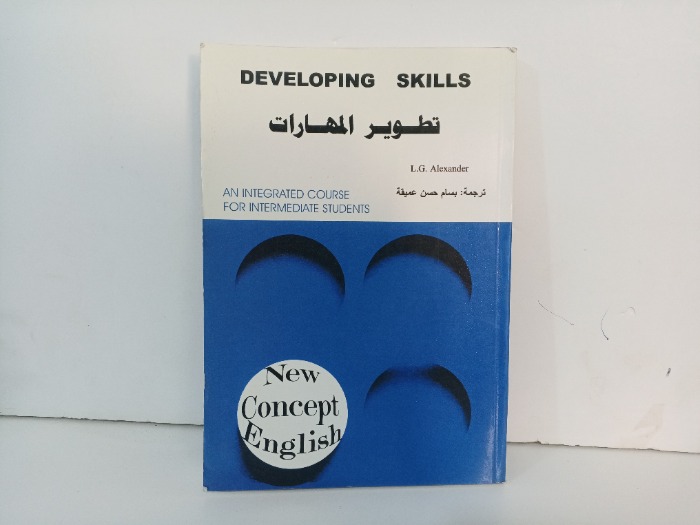 DEVELOPING SKILLS
تطوير المهارات
L.G. Alexander
AN INTEGRATED COURSE
FOR INTERMEDIATE STUDENTS
ترجمة: بسام حسن عميقة
New
Concept
English